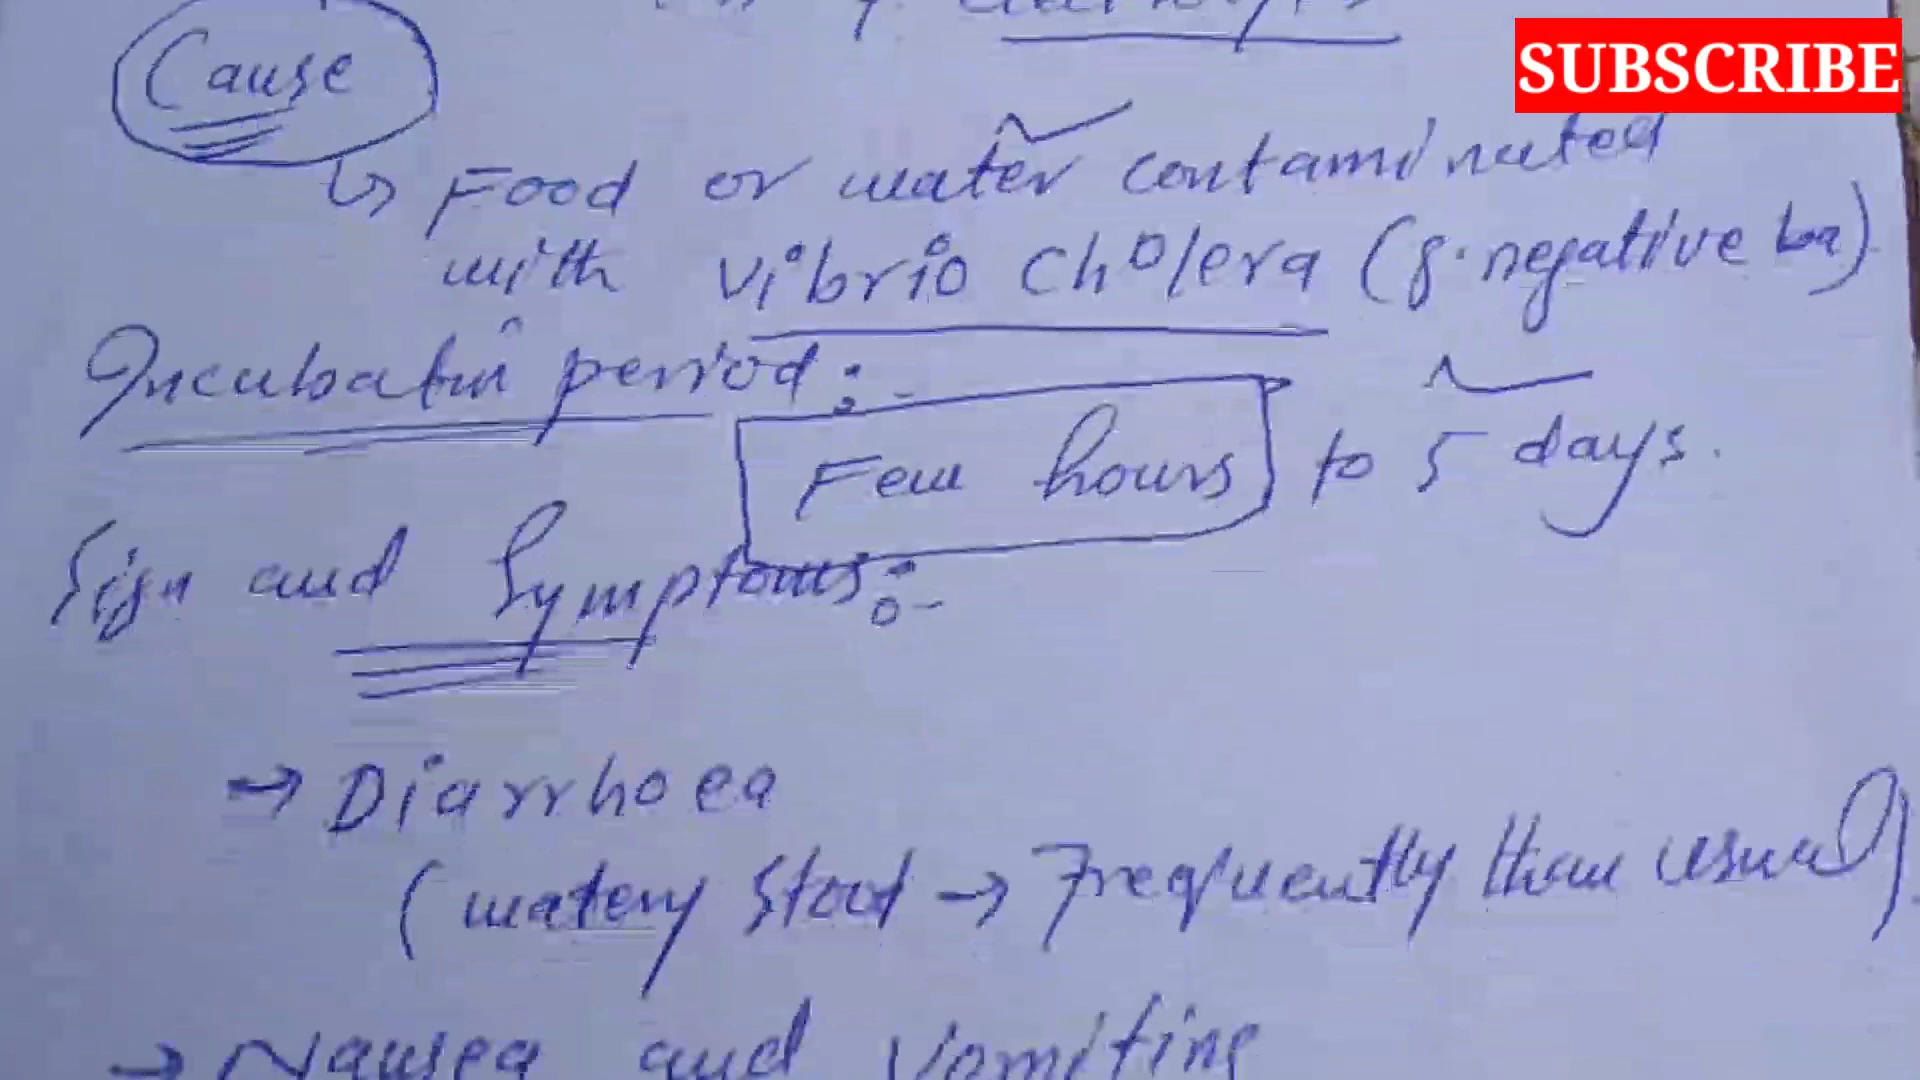 SUBSCRIBE
Cause
↳ Food or water contaminated
with vibrio cholera (g. negative ba)
Incubation period :-
Few hours to 5 days.
Sign and Symptoms :-
→ Diarrhoea
(watery stool → Frequently than usual)
→ Nausea and vomiting